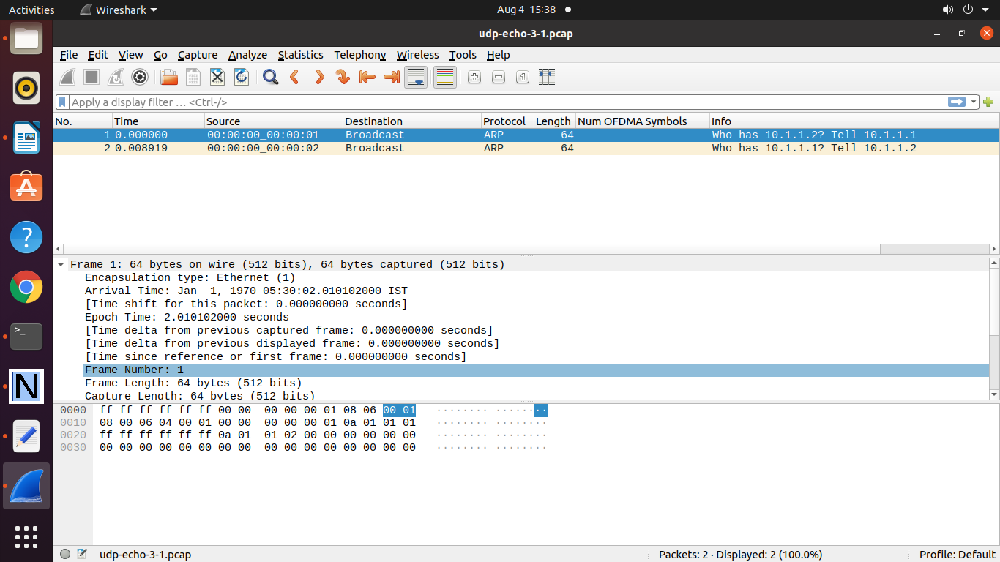 Activities Wireshark Aug 4 15:38
udp-echo-3-1.pcap
File Edit View Go Capture Analyze Statistics Telephony Wireless Tools Help
Apply a display filter … <Ctrl-/>
No. Time Source Destination Protocol Length Num OFDMA Symbols Info
1 0.000000 00:00:00_00:00:01 Broadcast ARP 64 Who has 10.1.1.2? Tell 10.1.1.1
2 0.008919 00:00:00_00:00:02 Broadcast ARP 64 Who has 10.1.1.1? Tell 10.1.1.2
Frame 1: 64 bytes on wire (512 bits), 64 bytes captured (512 bits)
Encapsulation type: Ethernet (1)
Arrival Time: Jan  1, 1970 05:30:02.010102000 IST
[Time shift for this packet: 0.000000000 seconds]
Epoch Time: 2.010102000 seconds
[Time delta from previous captured frame: 0.000000000 seconds]
[Time delta from previous displayed frame: 0.000000000 seconds]
[Time since reference or first frame: 0.000000000 seconds]
Frame Number: 1
Frame Length: 64 bytes (512 bits)
Capture Length: 64 bytes (512 bits)
0000 ff ff ff ff ff ff 00 00 00 00 00 01 08 06 00 01 ········ ········
0010 08 00 06 04 00 01 00 00 00 00 00 01 0a 01 01 01 ········ ········
0020 ff ff ff ff ff ff 0a 01 01 02 00 00 00 00 00 00 ········ ········
0030 00 00 00 00 00 00 00 00 00 00 00 00 00 00 00 00 ········ ········
udp-echo-3-1.pcap Packets: 2 · Displayed: 2 (100.0%) Profile: Default